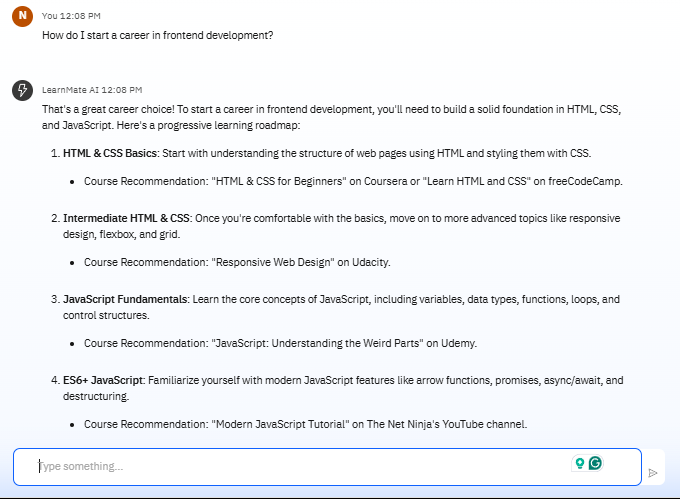 N
You 12:08 PM
How do I start a career in frontend development?
LearnMate AI 12:08 PM
That's a great career choice! To start a career in frontend development, you'll need to build a solid foundation in HTML, CSS,
and JavaScript. Here's a progressive learning roadmap:
1. HTML & CSS Basics: Start with understanding the structure of web pages using HTML and styling them with CSS.
• Course Recommendation: "HTML & CSS for Beginners" on Coursera or "Learn HTML and CSS" on freeCodeCamp.
2. Intermediate HTML & CSS: Once you're comfortable with the basics, move on to more advanced topics like responsive
design, flexbox, and grid.
• Course Recommendation: "Responsive Web Design" on Udacity.
3. JavaScript Fundamentals: Learn the core concepts of JavaScript, including variables, data types, functions, loops, and
control structures.
• Course Recommendation: "JavaScript: Understanding the Weird Parts" on Udemy.
4. ES6+ JavaScript: Familiarize yourself with modern JavaScript features like arrow functions, promises, async/await, and
destructuring.
• Course Recommendation: "Modern JavaScript Tutorial" on The Net Ninja's YouTube channel.
Type something...